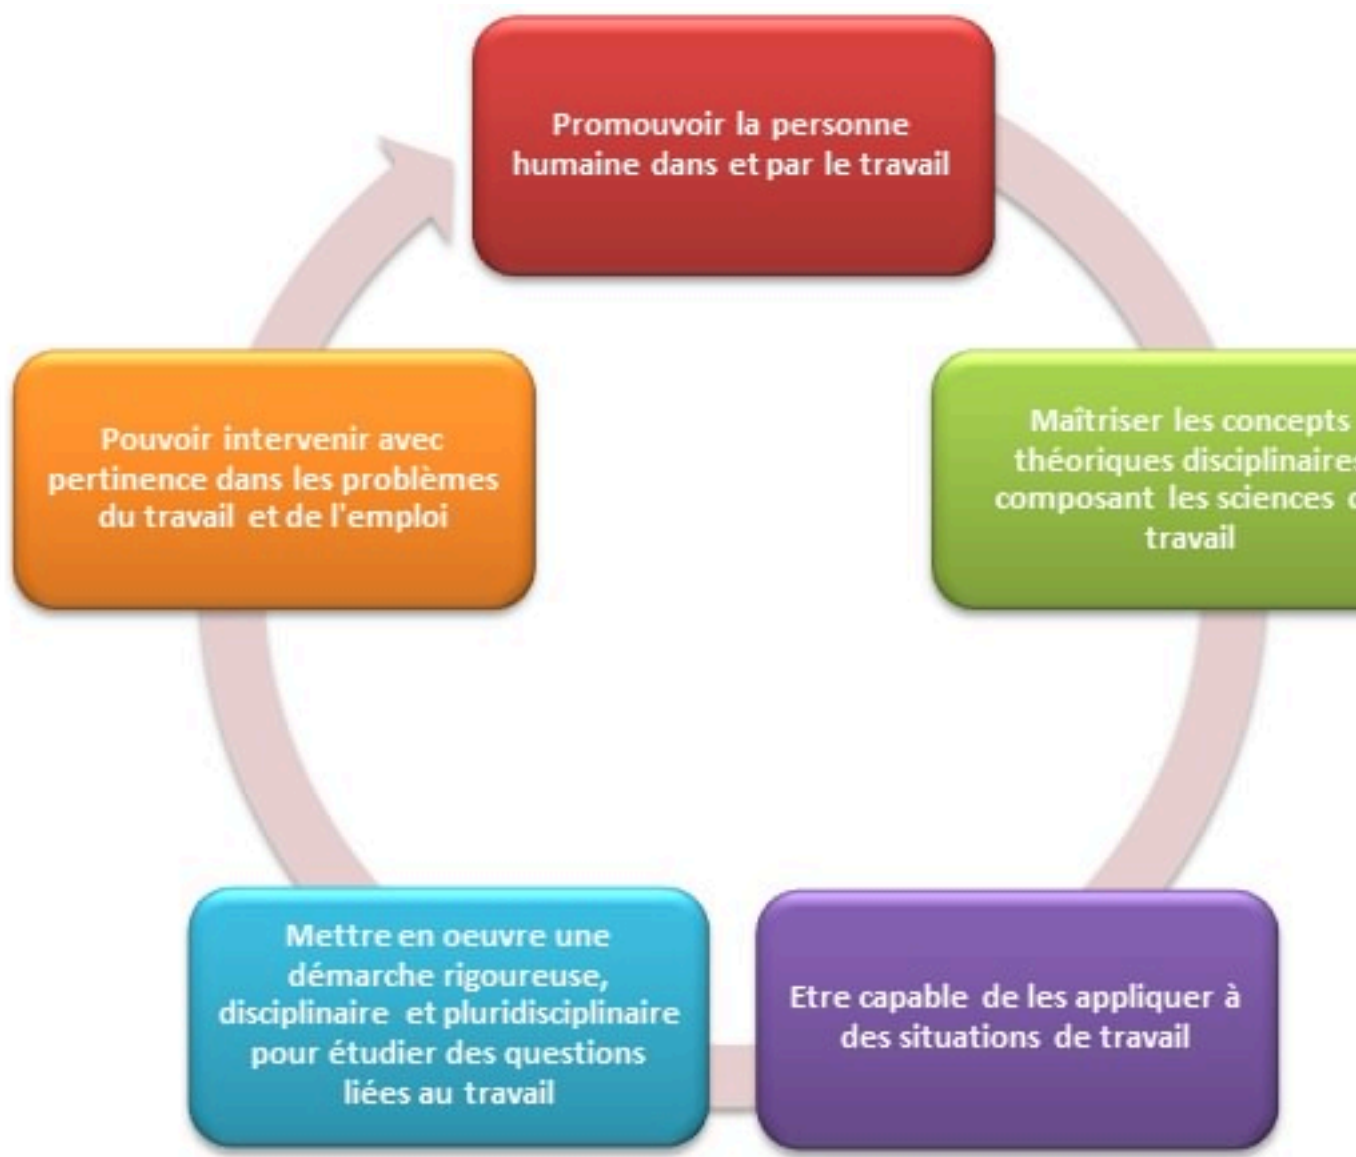 Promouvoir la personne
humaine dans et par le travail
Maîtriser les concepts
théoriques disciplinaires
composant les sciences
travail
Etre capable de les appliquer à
des situations de travail
Mettre en oeuvre une
démarche rigoureuse,
disciplinaire et pluridisciplinaire
pour étudier des questions
liées au travail
Pouvoir intervenir avec
pertinence dans les problèmes
du travail et de l'emploi